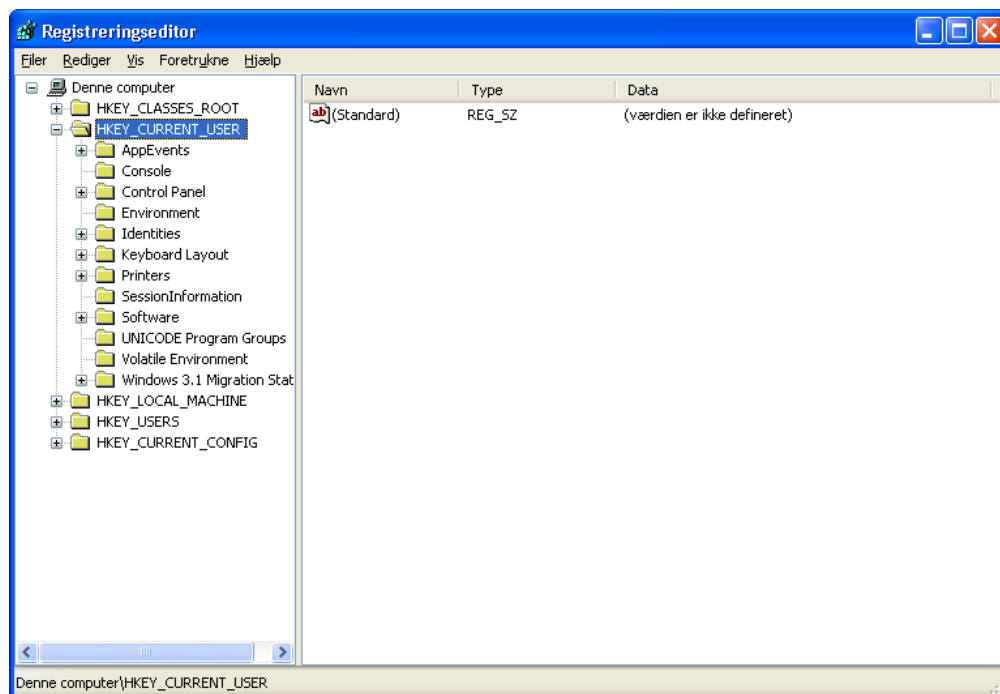 Registreringseditor
Filer Rediger Vis Foretrukne Hjælp
Denne computer
HKEY_CLASSES_ROOT
HKEY_CURRENT_USER
AppEvents
Console
Control Panel
Environment
Identities
Keyboard Layout
Printers
SessionInformation
Software
UNICODE Program Groups
Volatile Environment
Windows 3.1 Migration Stat
HKEY_LOCAL_MACHINE
HKEY_USERS
HKEY_CURRENT_CONFIG
Navn Type Data
ab (Standard) REG_SZ (værdien er ikke defineret)
Denne computer\HKEY_CURRENT_USER